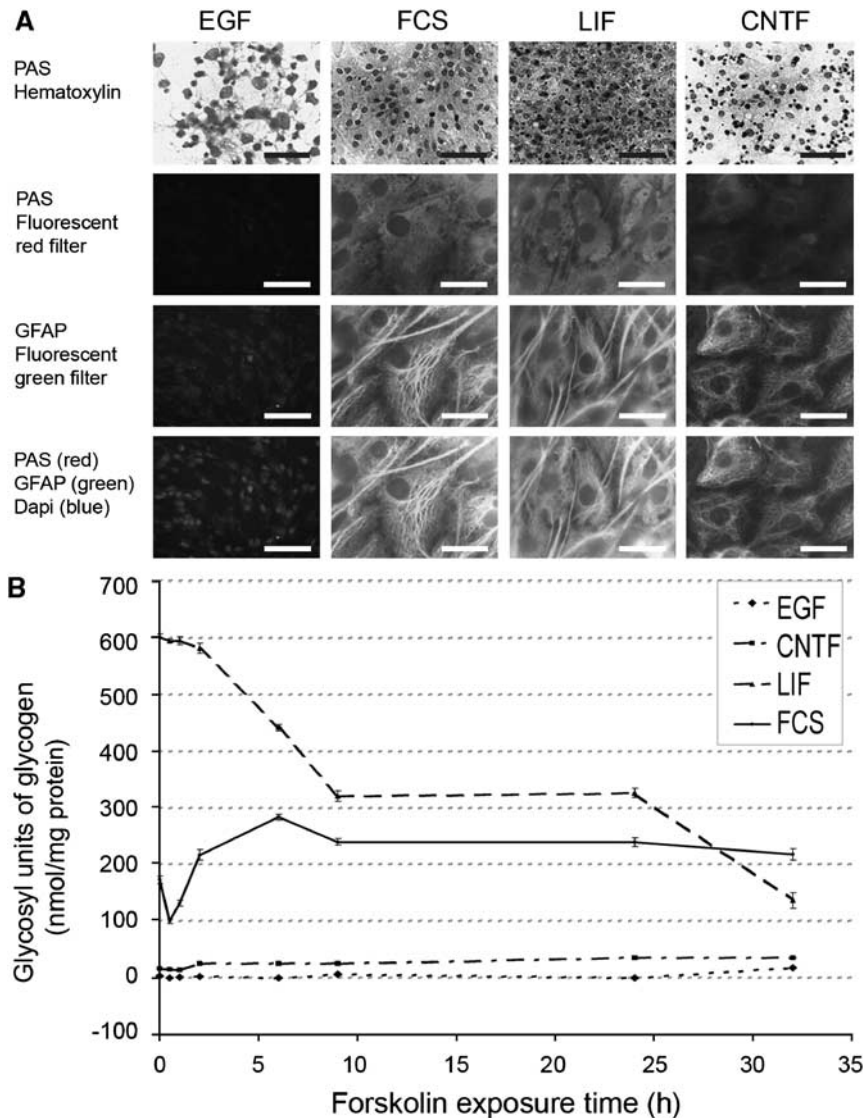 A
EGF FCS LIF CNTF
PAS
Hematoxylin
PAS
Fluorescent
red filter
GFAP
Fluorescent
green filter
PAS (red)
GFAP (green)
Dapi (blue)
B
700
600
500
400
300
200
100
0
-100
Glycosyl units of glycogen
(nmol/mg protein)
EGF
CNTF
LIF
FCS
0 5 10 15 20 25 30 35
Forskolin exposure time (h)